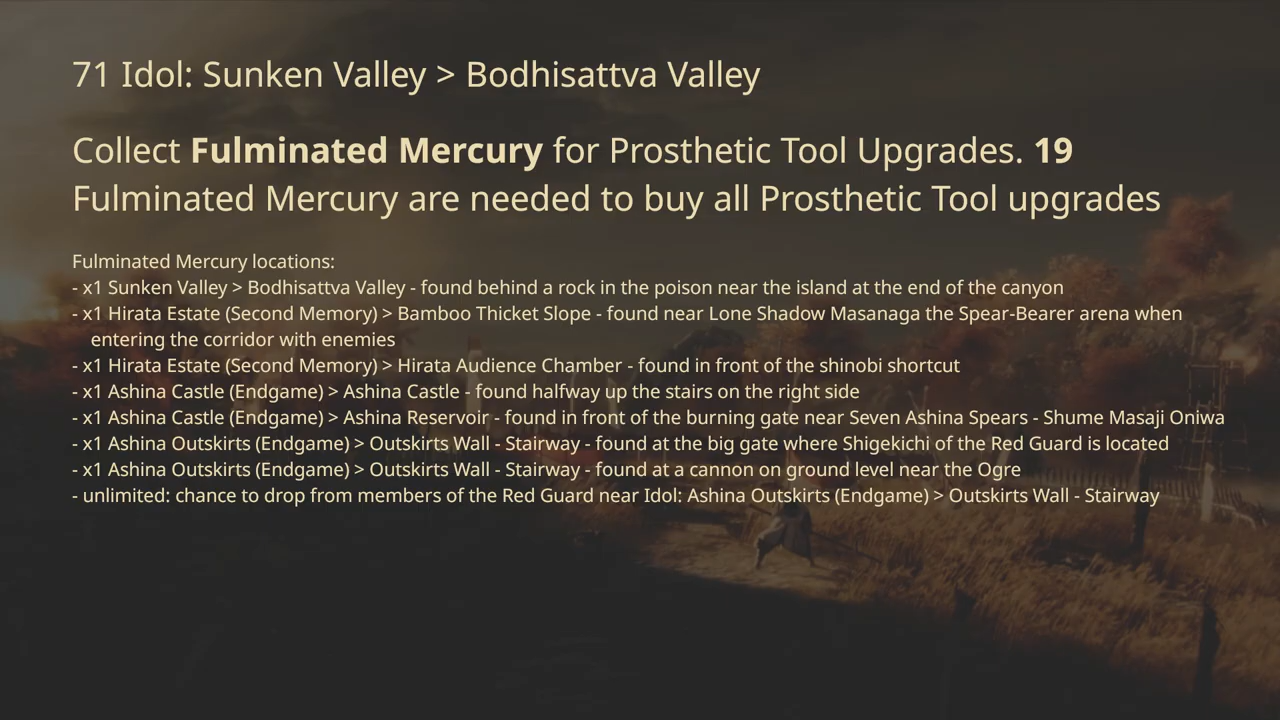 71 Idol: Sunken Valley > Bodhisattva Valley
Collect Fulminated Mercury for Prosthetic Tool Upgrades. 19
Fulminated Mercury are needed to buy all Prosthetic Tool upgrades
Fulminated Mercury locations:
- x1 Sunken Valley > Bodhisattva Valley - found behind a rock in the poison near the island at the end of the canyon
- x1 Hirata Estate (Second Memory) > Bamboo Thicket Slope - found near Lone Shadow Masanaga the Spear-Bearer arena when
entering the corridor with enemies
- x1 Hirata Estate (Second Memory) > Hirata Audience Chamber - found in front of the shinobi shortcut
- x1 Ashina Castle (Endgame) > Ashina Castle - found halfway up the stairs on the right side
- x1 Ashina Castle (Endgame) > Ashina Reservoir - found in front of the burning gate near Seven Ashina Spears - Shume Masaji Oniwa
- x1 Ashina Outskirts (Endgame) > Outskirts Wall - Stairway - found at the big gate where Shigekichi of the Red Guard is located
- x1 Ashina Outskirts (Endgame) > Outskirts Wall - Stairway - found at a cannon on ground level near the Ogre
- unlimited: chance to drop from members of the Red Guard near Idol: Ashina Outskirts (Endgame) > Outskirts Wall - Stairway